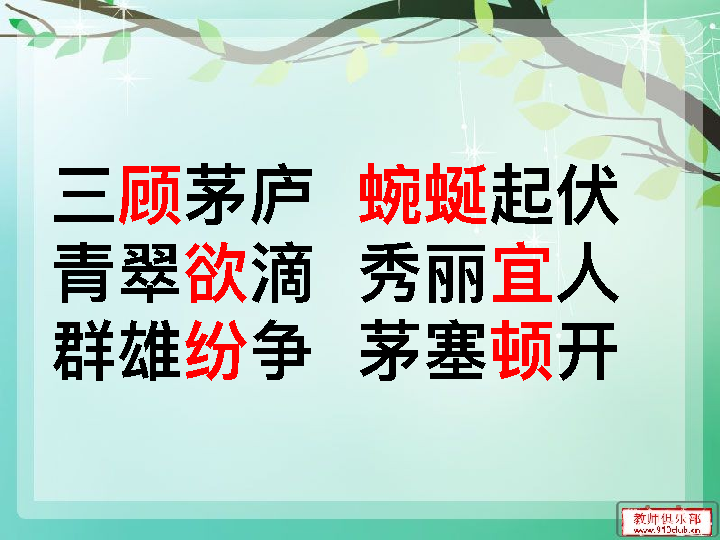 三顾茅庐 蜿蜒起伏
青翠欲滴 秀丽宜人
群雄纷争 茅塞顿开
教师俱乐部
www.910club.cn